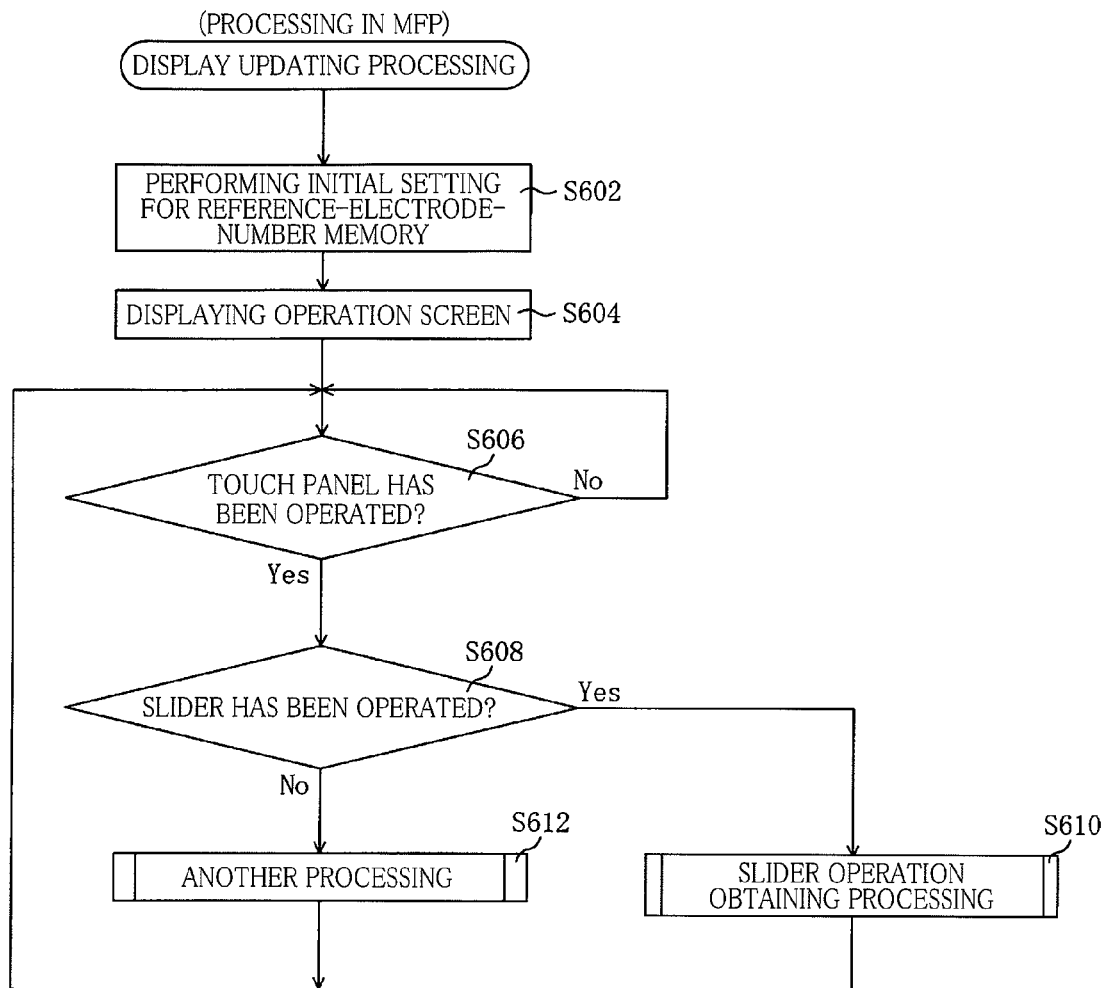 (PROCESSING IN MFP)
DISPLAY UPDATING PROCESSING
PERFORMING INITIAL SETTING
FOR REFERENCE-ELECTRODE-
NUMBER MEMORY
S602
DISPLAYING OPERATION SCREEN
S604
S606
TOUCH PANEL HAS
BEEN OPERATED?
No
Yes
S608
SLIDER HAS BEEN OPERATED?
Yes
No
S612
ANOTHER PROCESSING
S610
SLIDER OPERATION
OBTAINING PROCESSING